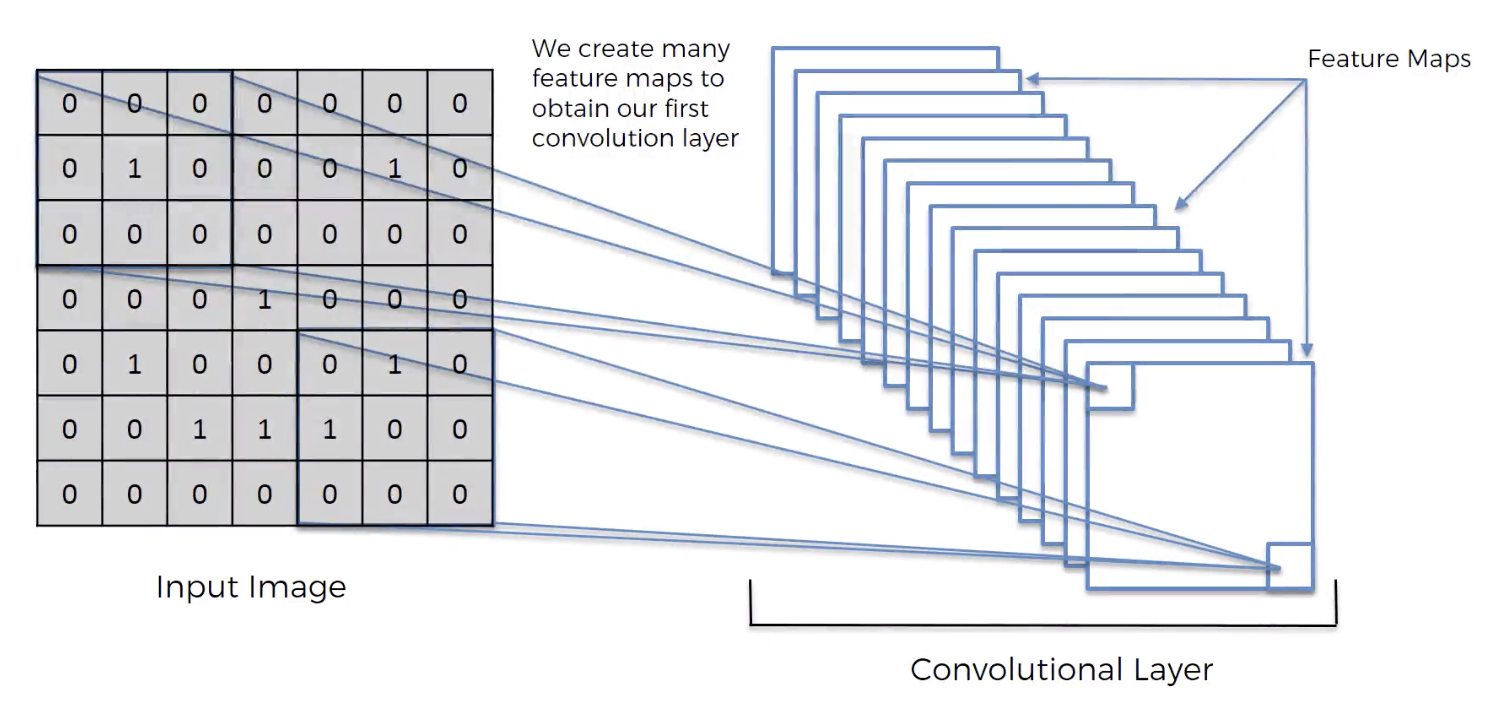 We create many
feature maps to
obtain our first
convolution layer
Feature Maps
0 0 0 0 0 0 0
0 1 0 0 0 1 0
0 0 0 0 0 0 0
0 0 0 1 0 0 0
0 1 0 0 0 1 0
0 0 1 1 1 0 0
0 0 0 0 0 0 0
Input Image
Convolutional Layer